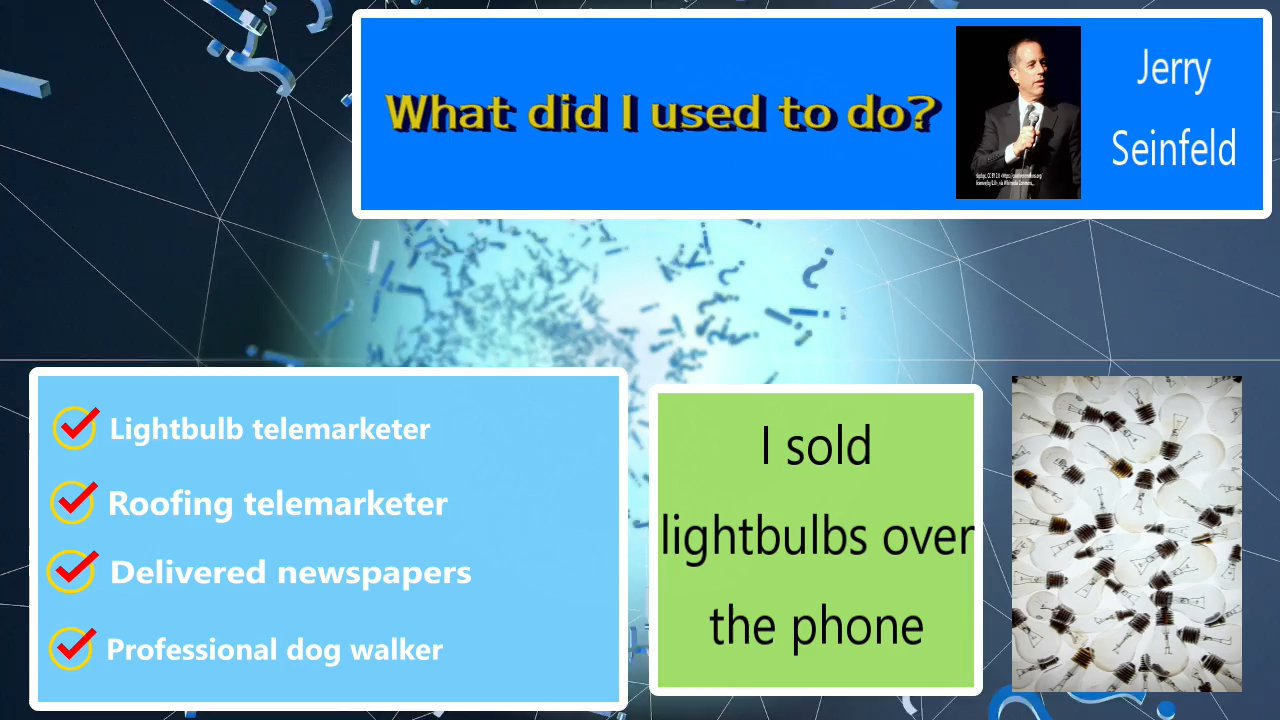 What did I used to do?
Jerry
Seinfeld
Lightbulb telemarketer
Roofing telemarketer
Delivered newspapers
Professional dog walker
I sold
lightbulbs over
the phone